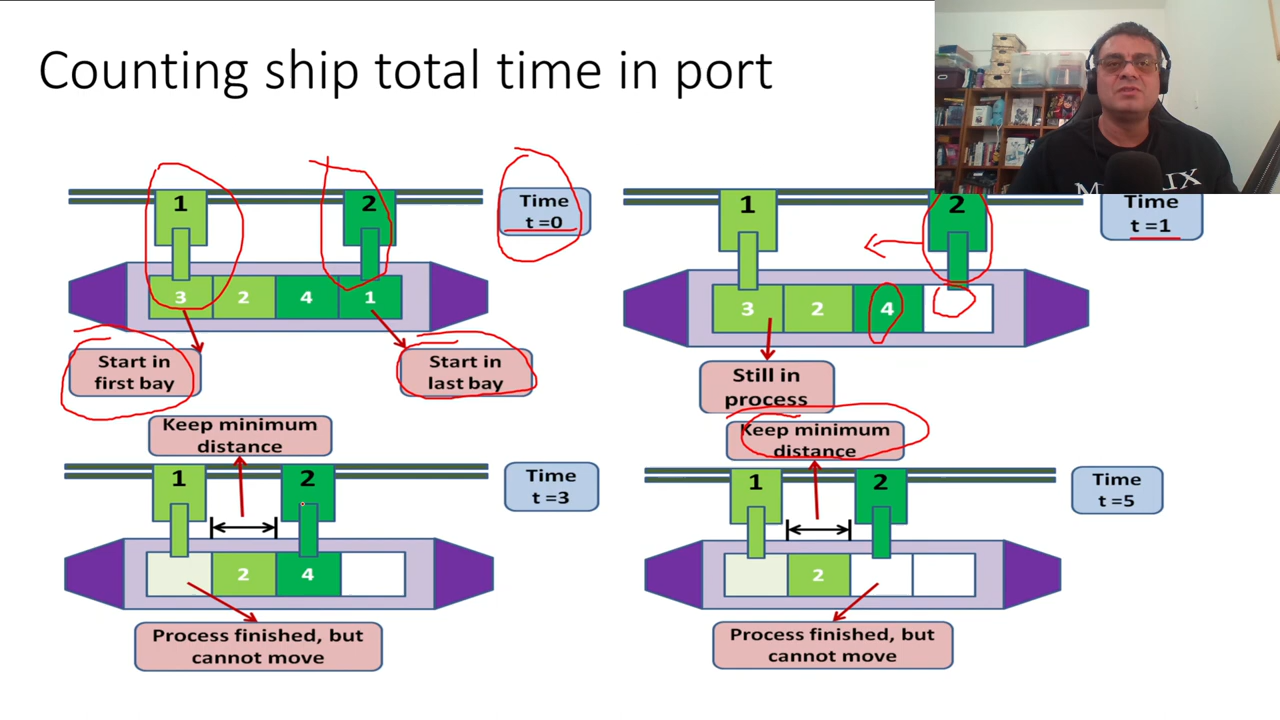 Counting ship total time in port
1
2
Time
t =0
3
2
4
1
Start in
first bay
Start in
last bay
1
2
Time
t =1
3
2
4
Still in
process
Keep minimum
distance
1
2
Time
t =3
2
4
Process finished, but
cannot move
Keep minimum
distance
1
2
Time
t =5
2
Process finished, but
cannot move